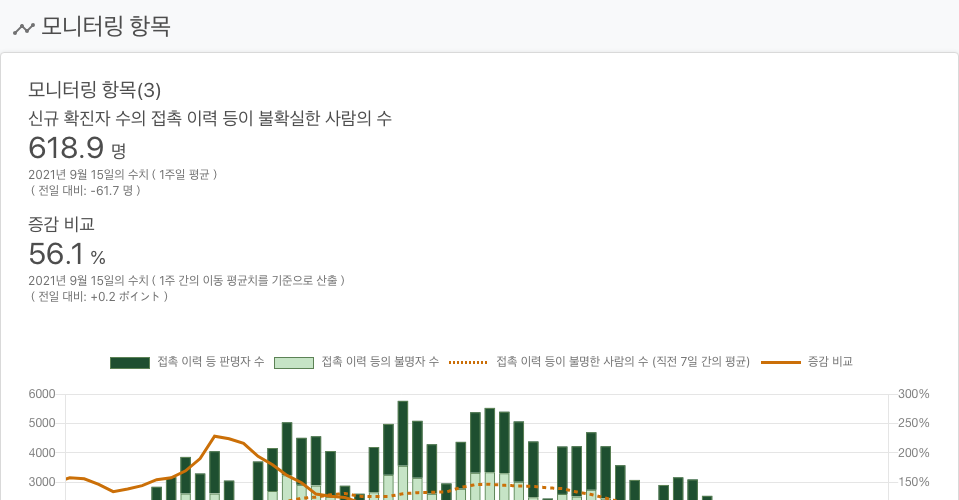 모니터링 항목
모니터링 항목(3)
신규 확진자 수의 접촉 이력 등이 불확실한 사람의 수
618.9 명
2021년 9월 15일의 수치 ( 1주일 평균 )
( 전일 대비: -61.7 명 )
증감 비교
56.1 %
2021년 9월 15일의 수치 ( 1주 간의 이동 평균치를 기준으로 산출 )
( 전일 대비: +0.2 ポイント )
접촉 이력 등 판명자 수 접촉 이력 등의 불명자 수 접촉 이력 등이 불명한 사람의 수 (직전 7일 간의 평균) 증감 비교
6000 300%
5000 250%
4000 200%
3000 150%